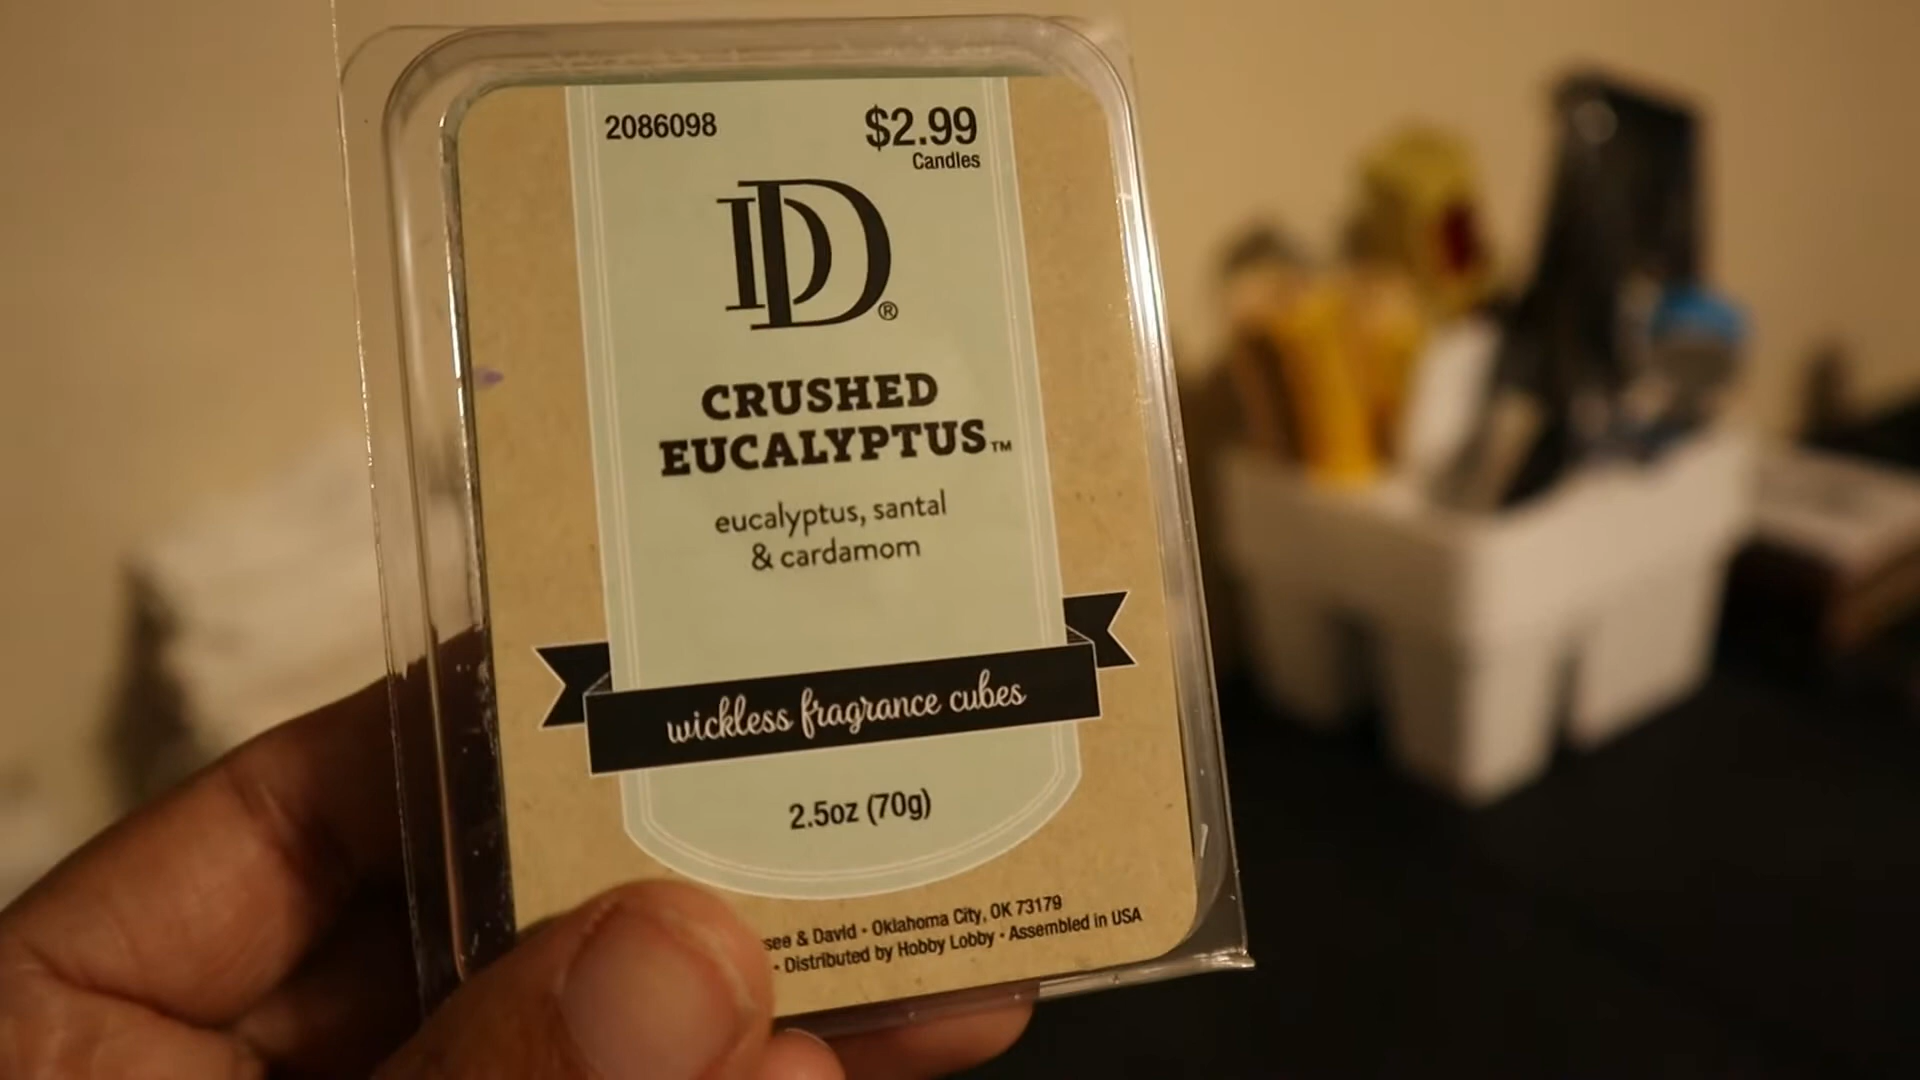 2086098
$2.99
Candles
DD®
CRUSHED
EUCALYPTUS™
eucalyptus, santal
& cardamom
wickless fragrance cubes
2.5oz (70g)
& David • Oklahoma City, OK 73179
• Distributed by Hobby Lobby • Assembled in USA